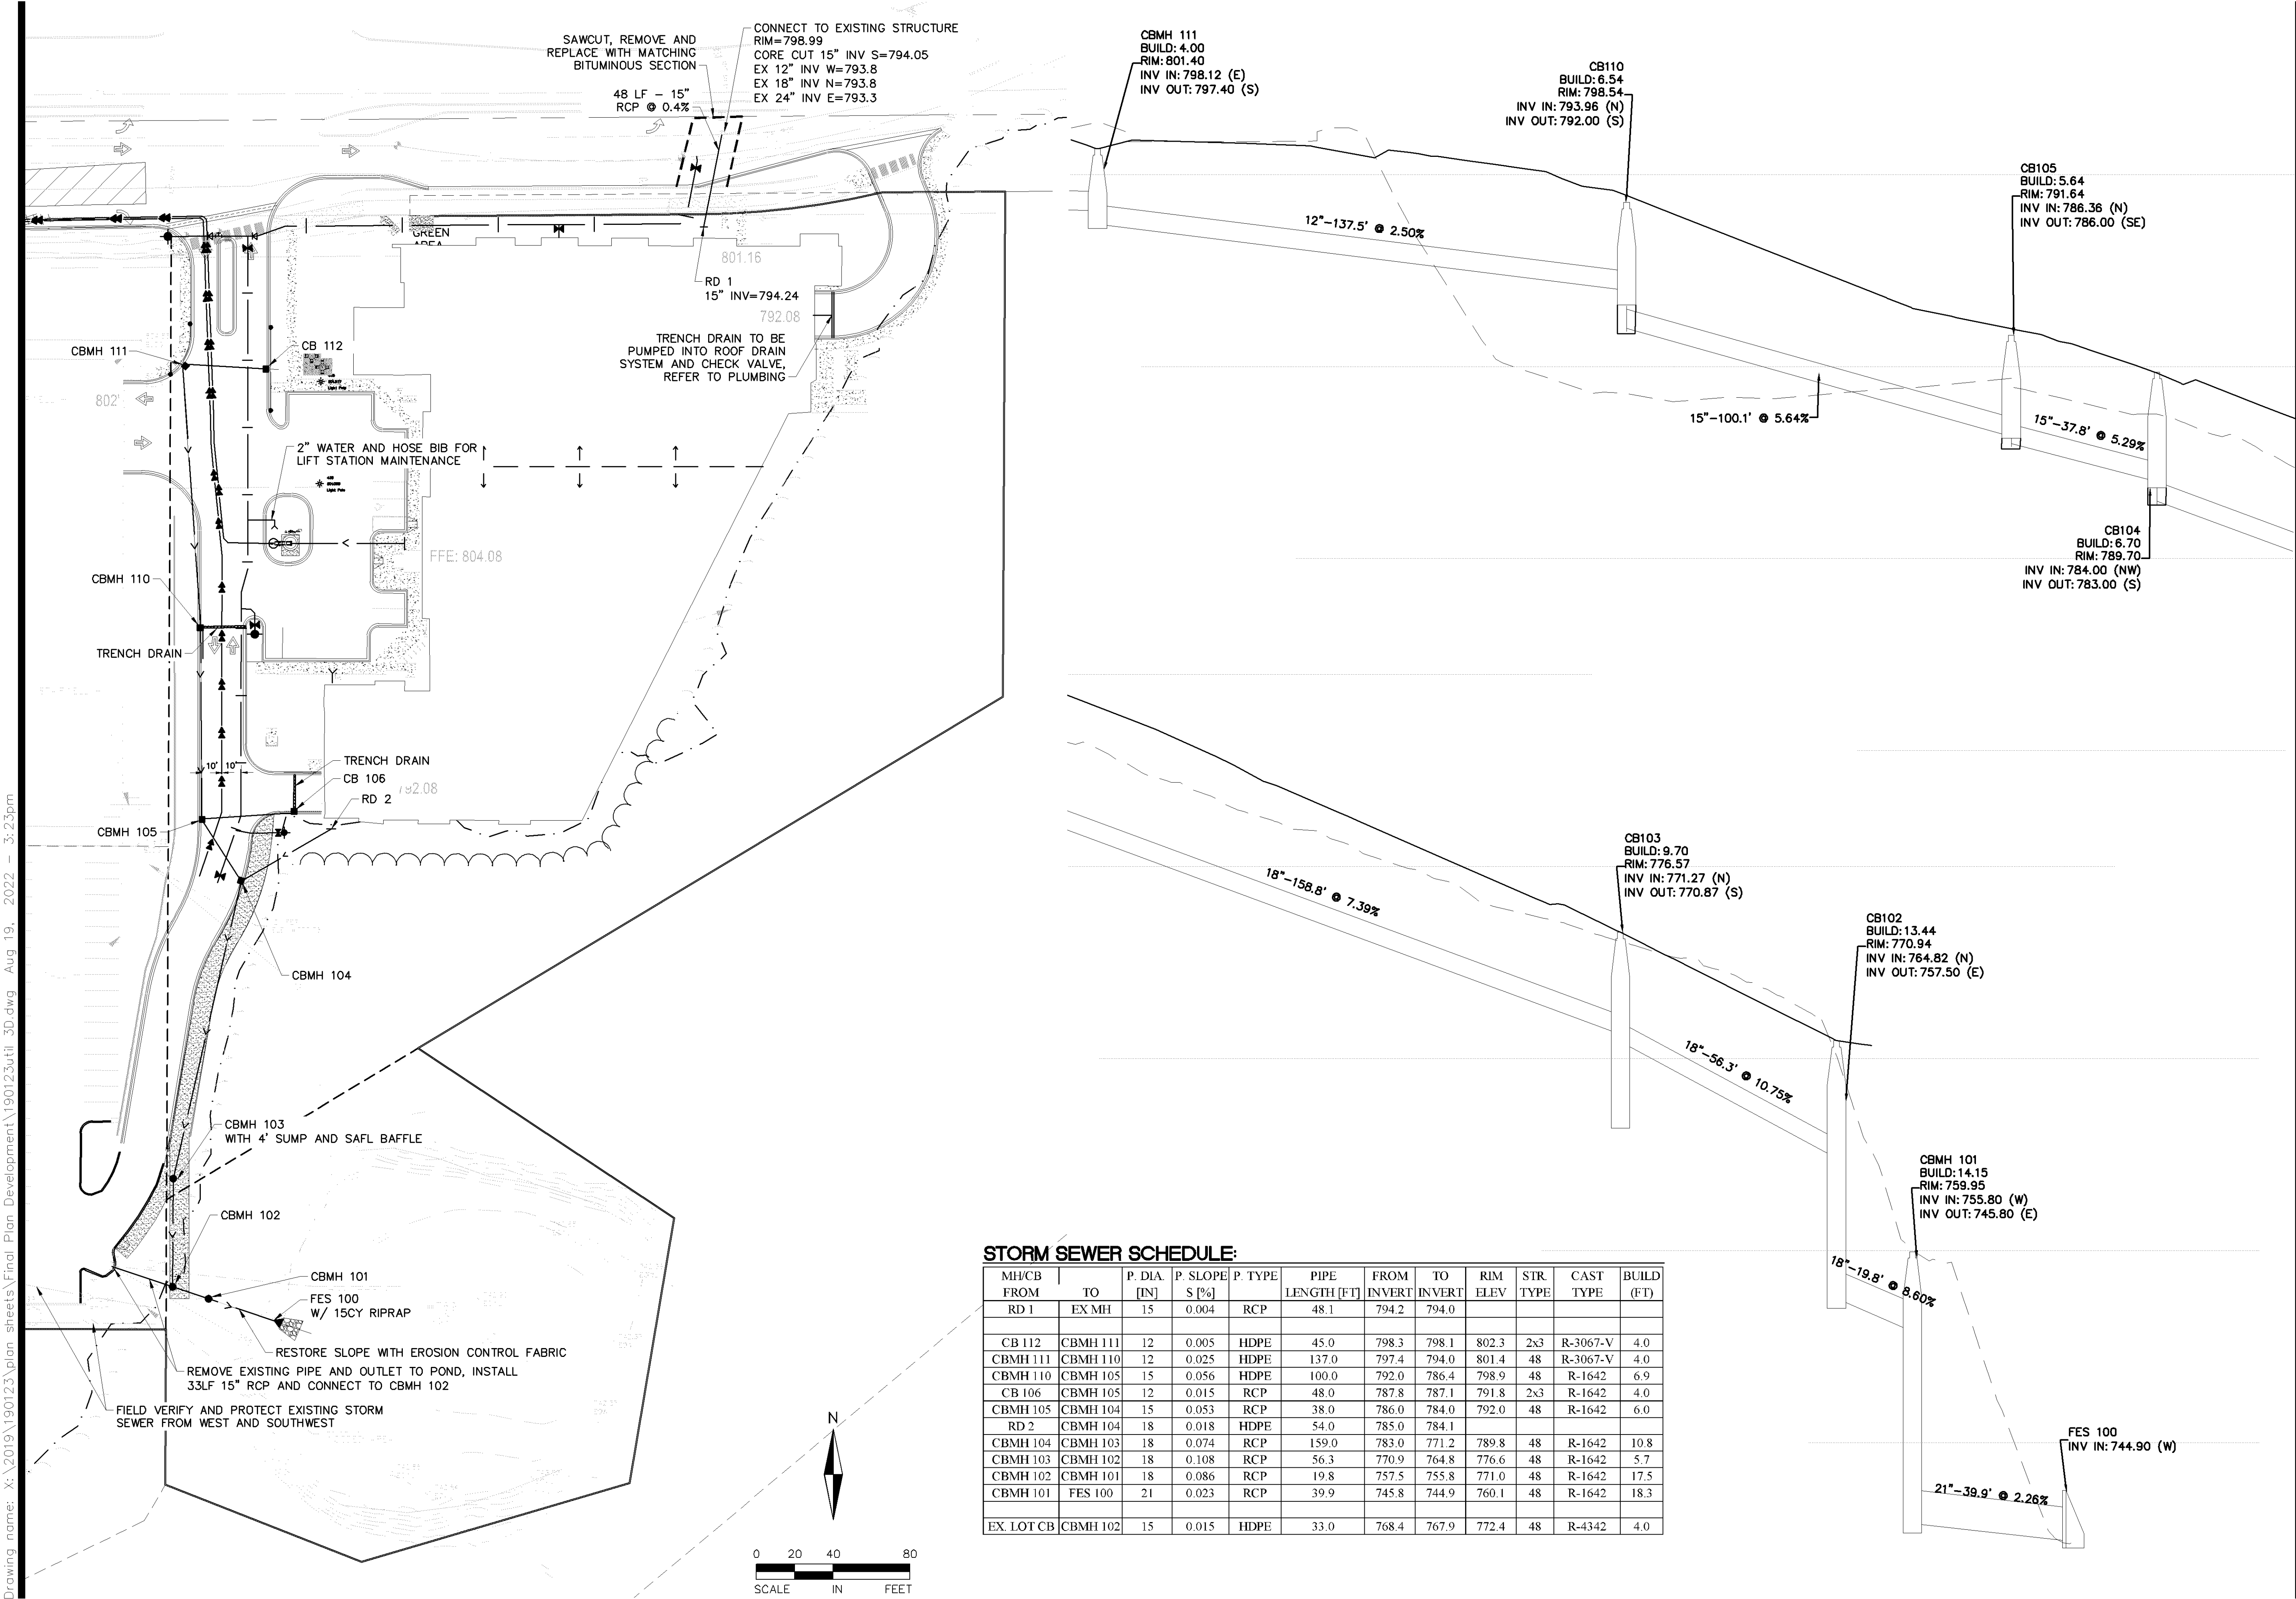 SAWCUT, REMOVE AND
REPLACE WITH MATCHING
BITUMINOUS SECTION
48 LF – 15"
RCP @ 0.4%
CONNECT TO EXISTING STRUCTURE
RIM=798.99
CORE CUT 15" INV S=794.05
EX 12" INV W=793.8
EX 18" INV N=793.8
EX 24" INV E=793.3
GREEN
AREA
801.16
RD 1
15" INV=794.24
792.08
TRENCH DRAIN TO BE
PUMPED INTO ROOF DRAIN
SYSTEM AND CHECK VALVE,
REFER TO PLUMBING
CBMH 111
CB 112
Light Pole
802'
2" WATER AND HOSE BIB FOR
LIFT STATION MAINTENANCE
Light Pole
FFE: 804.08
CBMH 110
TRENCH DRAIN
10'
10'
TRENCH DRAIN
CB 106
792.08
RD 2
CBMH 105
CBMH 104
CBMH 103
WITH 4' SUMP AND SAFL BAFFLE
CBMH 102
CBMH 101
FES 100
W/ 15CY RIPRAP
RESTORE SLOPE WITH EROSION CONTROL FABRIC
REMOVE EXISTING PIPE AND OUTLET TO POND, INSTALL
33LF 15" RCP AND CONNECT TO CBMH 102
FIELD VERIFY AND PROTECT EXISTING STORM
SEWER FROM WEST AND SOUTHWEST
N
0 20 40 80
SCALE IN FEET
Drawing name: X:\2019\190123\plan sheets\Final Plan Development\190123util 3D.dwg Aug 19, 2022 – 3:23pm
CBMH 111
BUILD: 4.00
RIM: 801.40
INV IN: 798.12 (E)
INV OUT: 797.40 (S)
CB110
BUILD: 6.54
RIM: 798.54
INV IN: 793.96 (N)
INV OUT: 792.00 (S)
CB105
BUILD: 5.64
RIM: 791.64
INV IN: 786.36 (N)
INV OUT: 786.00 (SE)
12"–137.5' @ 2.50%
15"–100.1' @ 5.64%
15"–37.8' @ 5.29%
CB104
BUILD: 6.70
RIM: 789.70
INV IN: 784.00 (NW)
INV OUT: 783.00 (S)
CB103
BUILD: 9.70
RIM: 776.57
INV IN: 771.27 (N)
INV OUT: 770.87 (S)
18"–158.8' @ 7.39%
CB102
BUILD: 13.44
RIM: 770.94
INV IN: 764.82 (N)
INV OUT: 757.50 (E)
18"–56.3' @ 10.75%
CBMH 101
BUILD: 14.15
RIM: 759.95
INV IN: 755.80 (W)
INV OUT: 745.80 (E)
18"–19.8' @ 8.60%
FES 100
INV IN: 744.90 (W)
21"–39.9' @ 2.26%
STORM SEWER SCHEDULE:
MH/CB FROM TO P. DIA. [IN] P. SLOPE S [%] P. TYPE PIPE LENGTH [FT] FROM INVERT TO INVERT RIM ELEV STR. TYPE CAST TYPE BUILD (FT)
RD 1 EX MH 15 0.004 RCP 48.1 794.2 794.0
CB 112 CBMH 111 12 0.005 HDPE 45.0 798.3 798.1 802.3 2x3 R-3067-V 4.0
CBMH 111 CBMH 110 12 0.025 HDPE 137.0 797.4 794.0 801.4 48 R-3067-V 4.0
CBMH 110 CBMH 105 15 0.056 HDPE 100.0 792.0 786.4 798.9 48 R-1642 6.9
CB 106 CBMH 105 12 0.015 RCP 48.0 787.8 787.1 791.8 2x3 R-1642 4.0
CBMH 105 CBMH 104 15 0.053 RCP 38.0 786.0 784.0 792.0 48 R-1642 6.0
RD 2 CBMH 104 18 0.018 HDPE 54.0 785.0 784.1
CBMH 104 CBMH 103 18 0.074 RCP 159.0 783.0 771.2 789.8 48 R-1642 10.8
CBMH 103 CBMH 102 18 0.108 RCP 56.3 770.9 764.8 776.6 48 R-1642 5.7
CBMH 102 CBMH 101 18 0.086 RCP 19.8 757.5 755.8 771.0 48 R-1642 17.5
CBMH 101 FES 100 21 0.023 RCP 39.9 745.8 744.9 760.1 48 R-1642 18.3
EX. LOT CB CBMH 102 15 0.015 HDPE 33.0 768.4 767.9 772.4 48 R-4342 4.0